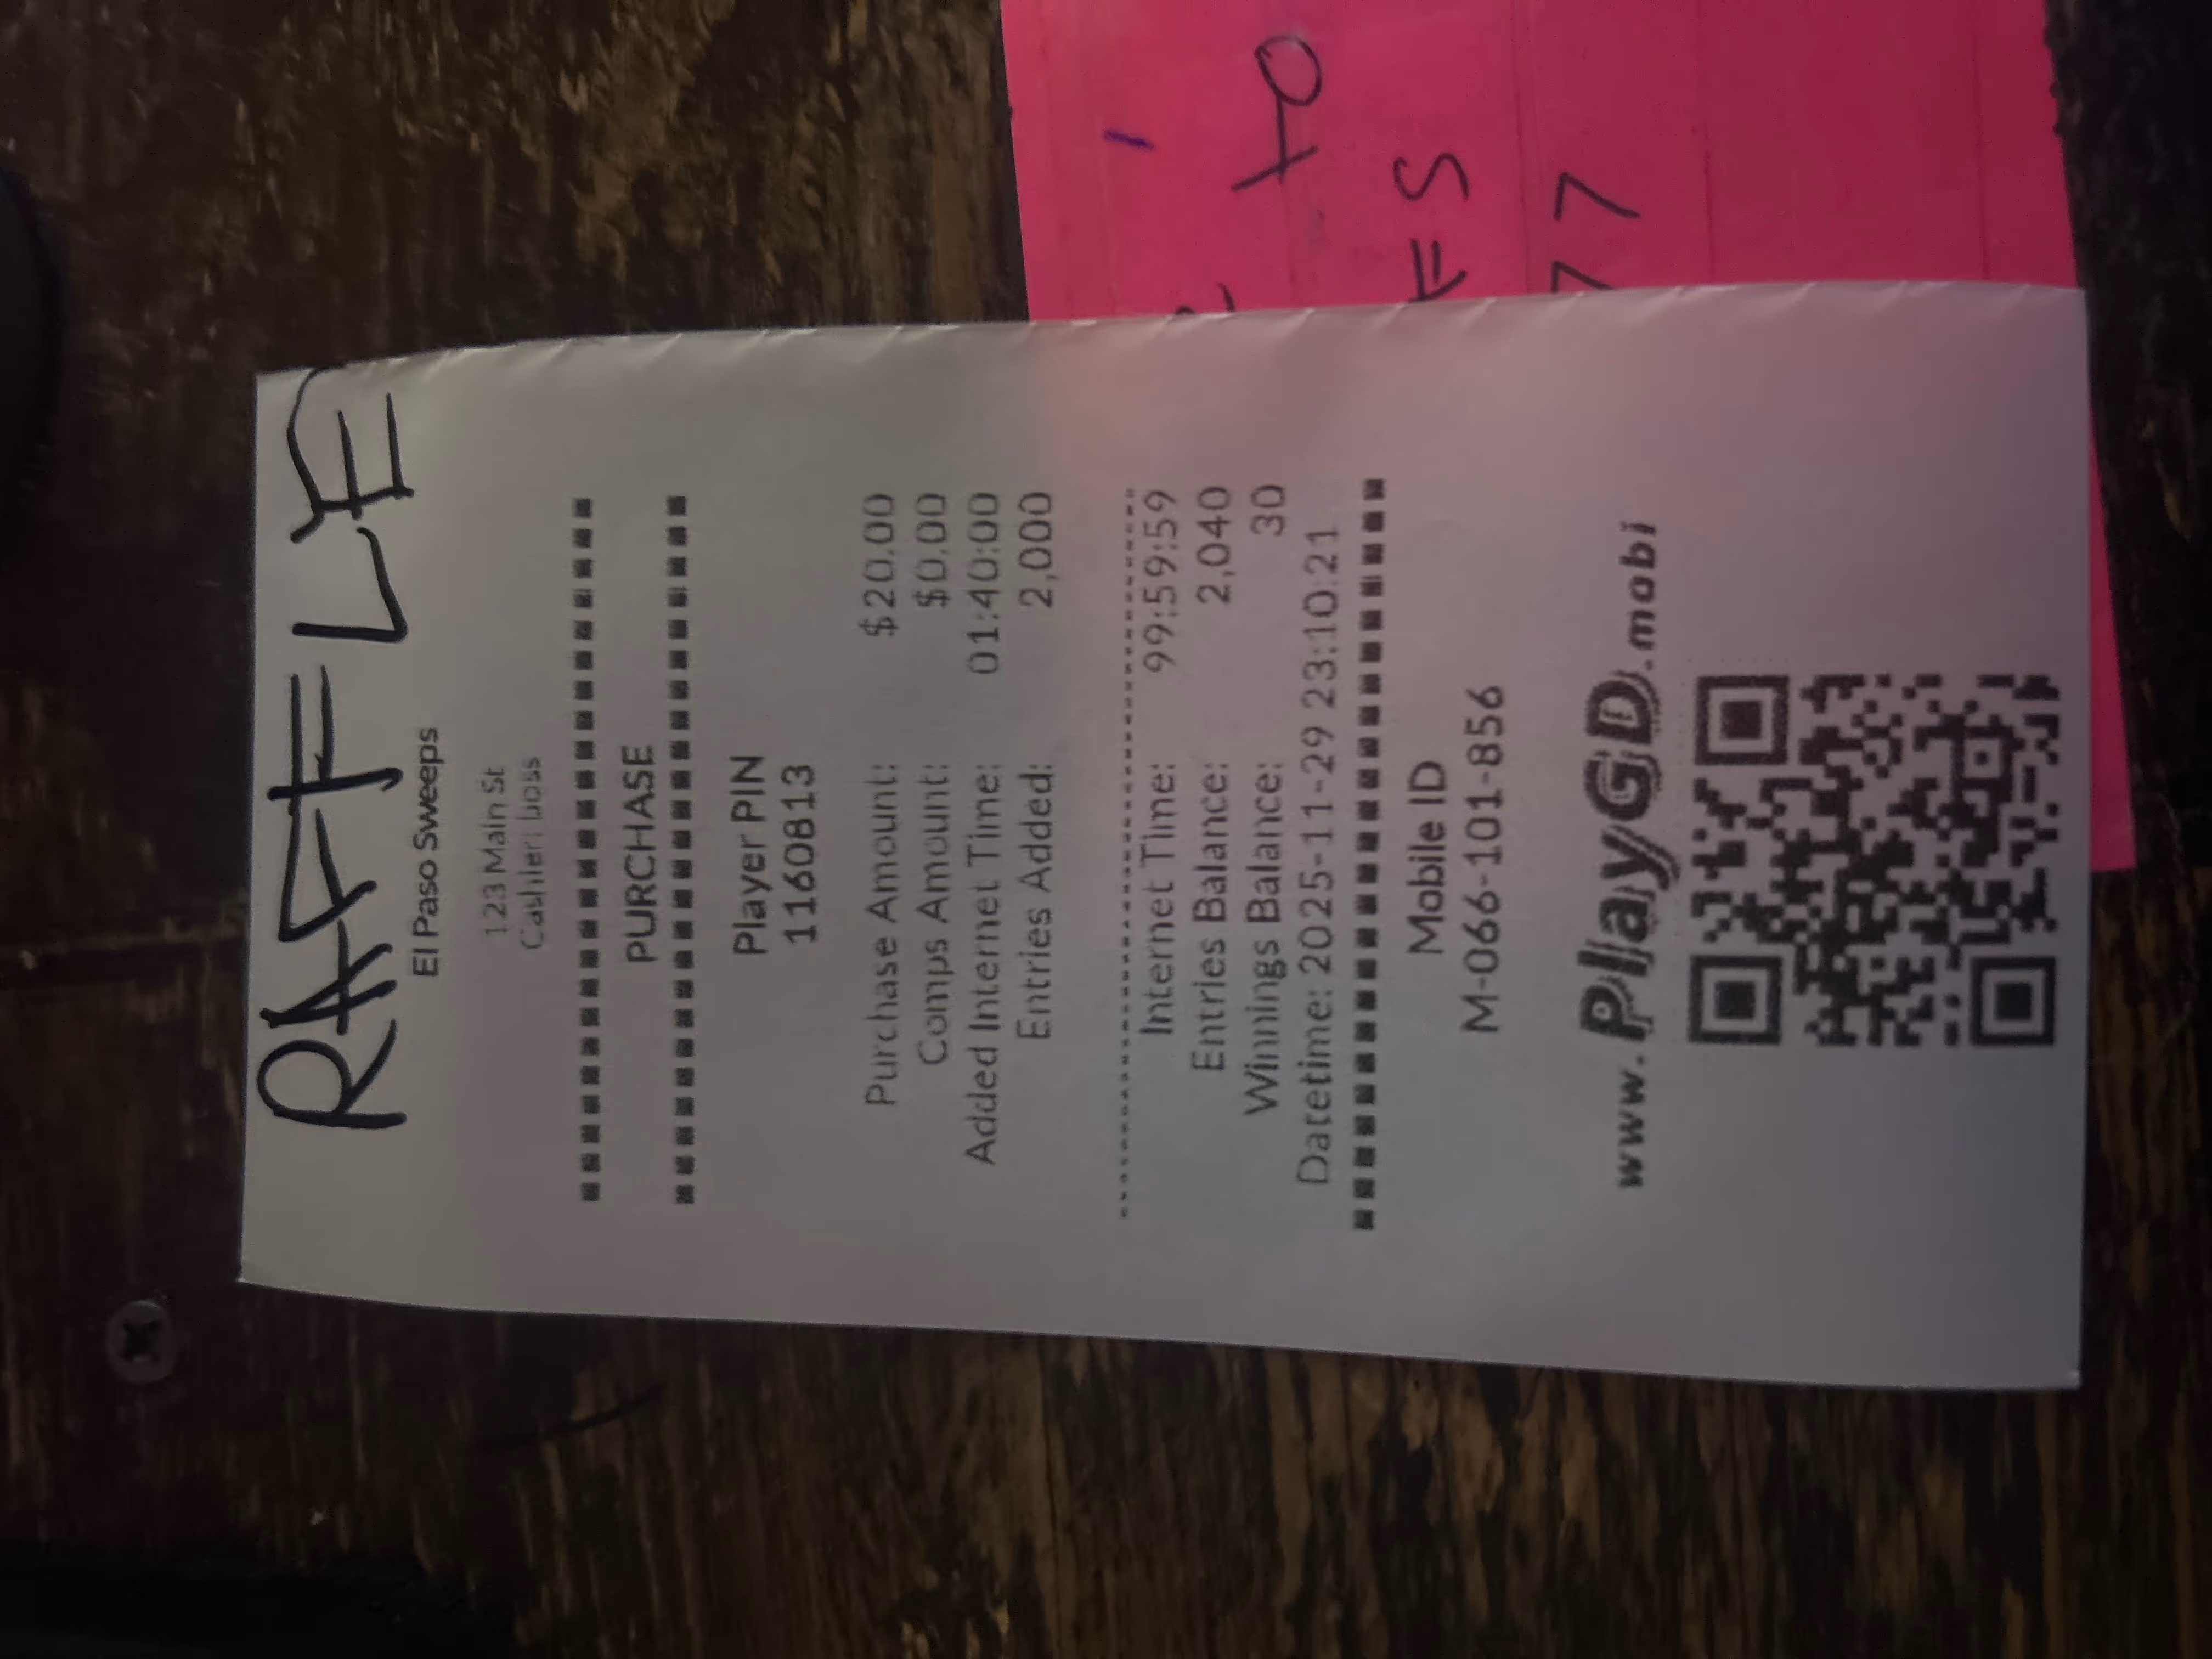 RAFFLE
El Paso Sweeps
123 Main St
Cashier: boss
PURCHASE
Player PIN
1160813
Purchase Amount: $20.00
Comps Amount: $0.00
Added Internet Time: 01:40:00
Entries Added: 2,000
Internet Time: 99:59:59
Entries Balance: 2,040
Winnings Balance: 30
Datetime: 2025-11-29 23:10:21
Mobile ID
M-066-101-856
www.PlayGD.mobi
to